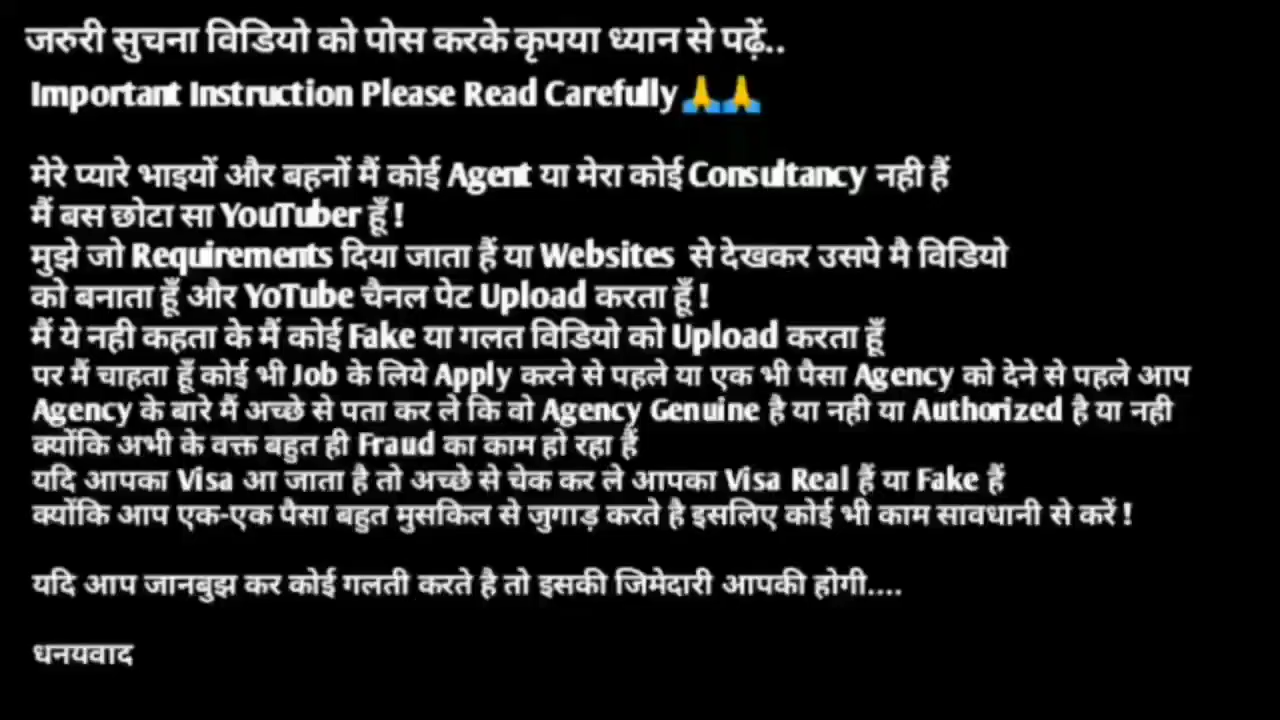 जरुरी सुचना विडियो को पोस करके कृपया ध्यान से पढ़ें..
Important Instruction Please Read Carefully🙏🙏
मेरे प्यारे भाइयों और बहनों मैं कोई Agent या मेरा कोई Consultancy नही हैं
मैं बस छोटा सा YouTuber हूँ !
मुझे जो Requirements दिया जाता हैं या Websites से देखकर उसपे मै विडियो
को बनाता हूँ और YoTube चैनल पेट Upload करता हूँ !
मैं ये नही कहता के मैं कोई Fake या गलत विडियो को Upload करता हूँ
पर मैं चाहता हूँ कोई भी Job के लिये Apply करने से पहले या एक भी पैसा Agency को देने से पहले आप
Agency के बारे मैं अच्छे से पता कर ले कि वो Agency Genuine है या नही या Authorized है या नही
क्योंकि अभी के वक्त बहुत ही Fraud का काम हो रहा हैं
यदि आपका Visa आ जाता है तो अच्छे से चेक कर ले आपका Visa Real हैं या Fake हैं
क्योंकि आप एक-एक पैसा बहुत मुसकिल से जुगाड़ करते है इसलिए कोई भी काम सावधानी से करें !
यदि आप जानबुझ कर कोई गलती करते है तो इसकी जिमेदारी आपकी होगी....
धनयवाद